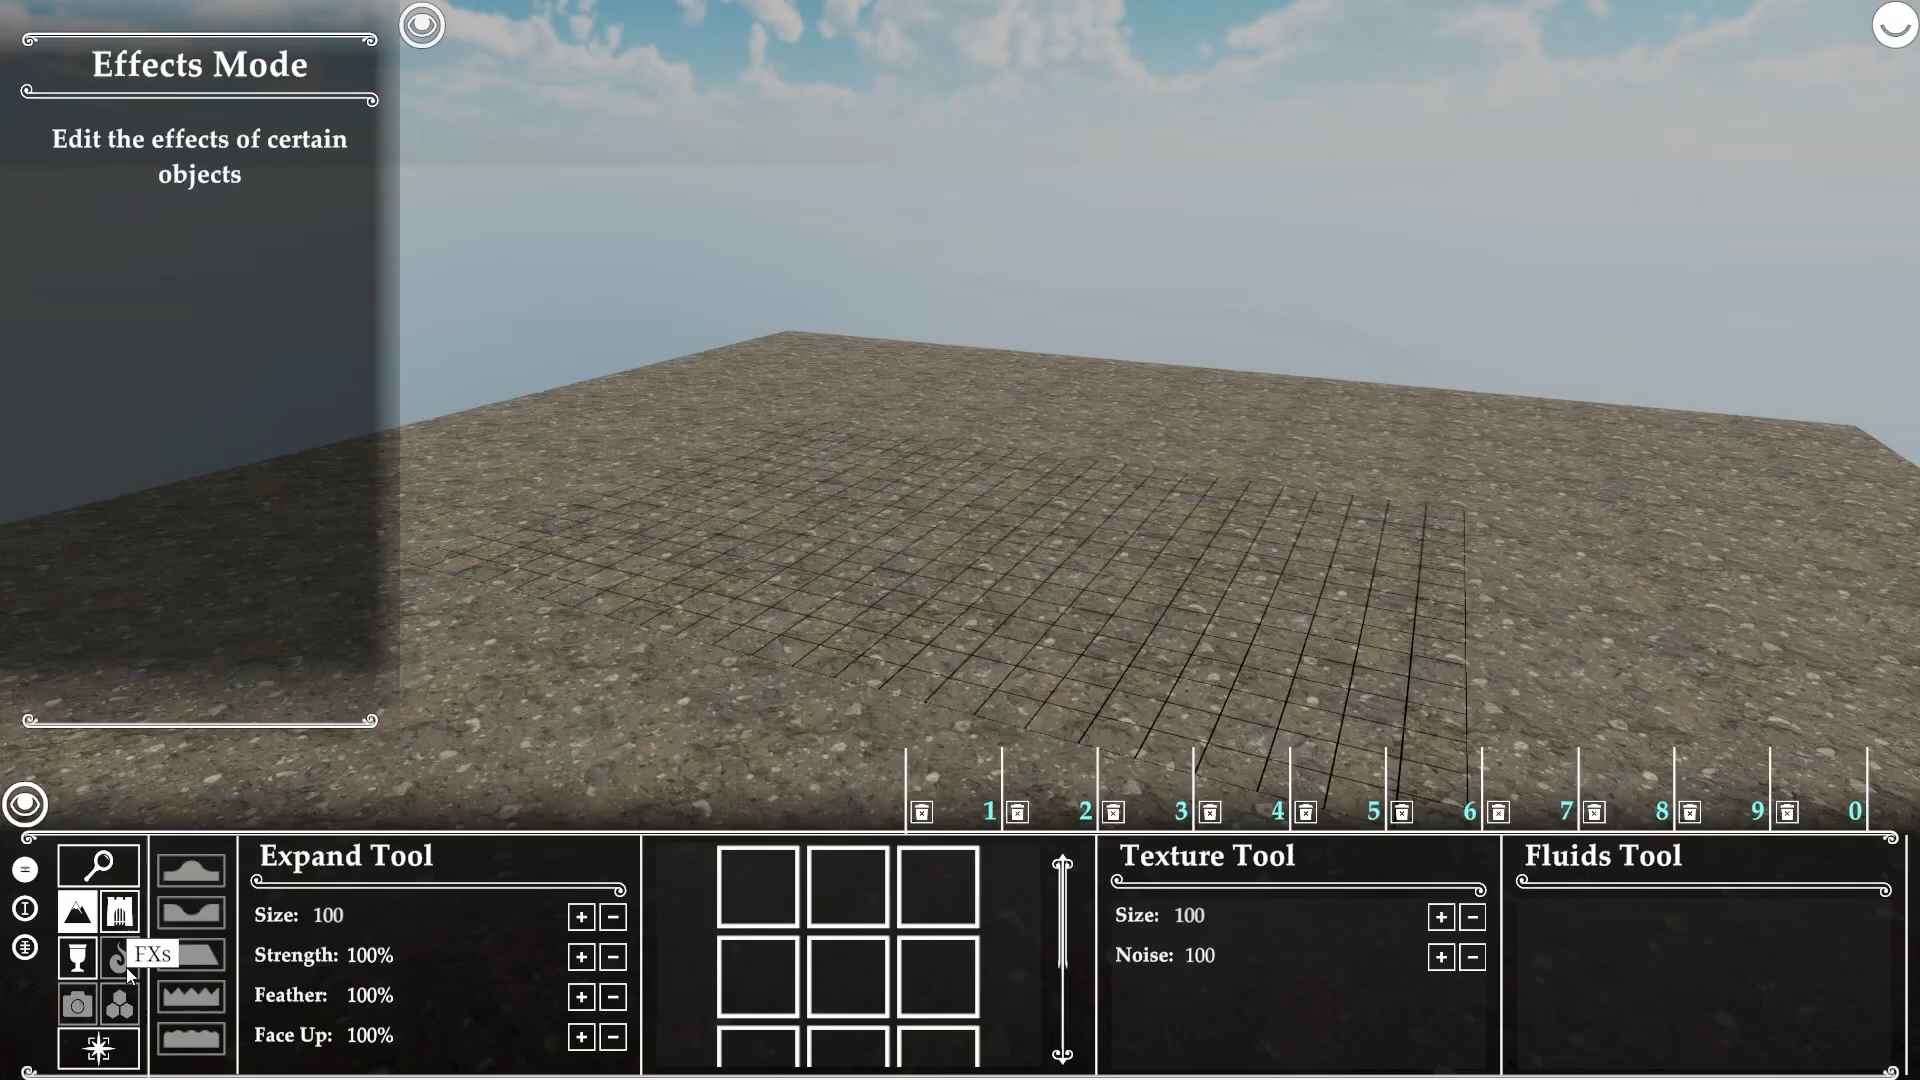 Effects Mode
Edit the effects of certain
objects
1 2 3 4 5 6 7 8 9 0
Expand Tool
Size: 100
Strength: 100%
Feather: 100%
Face Up: 100%
FXs
Texture Tool
Size: 100
Noise: 100
Fluids Tool